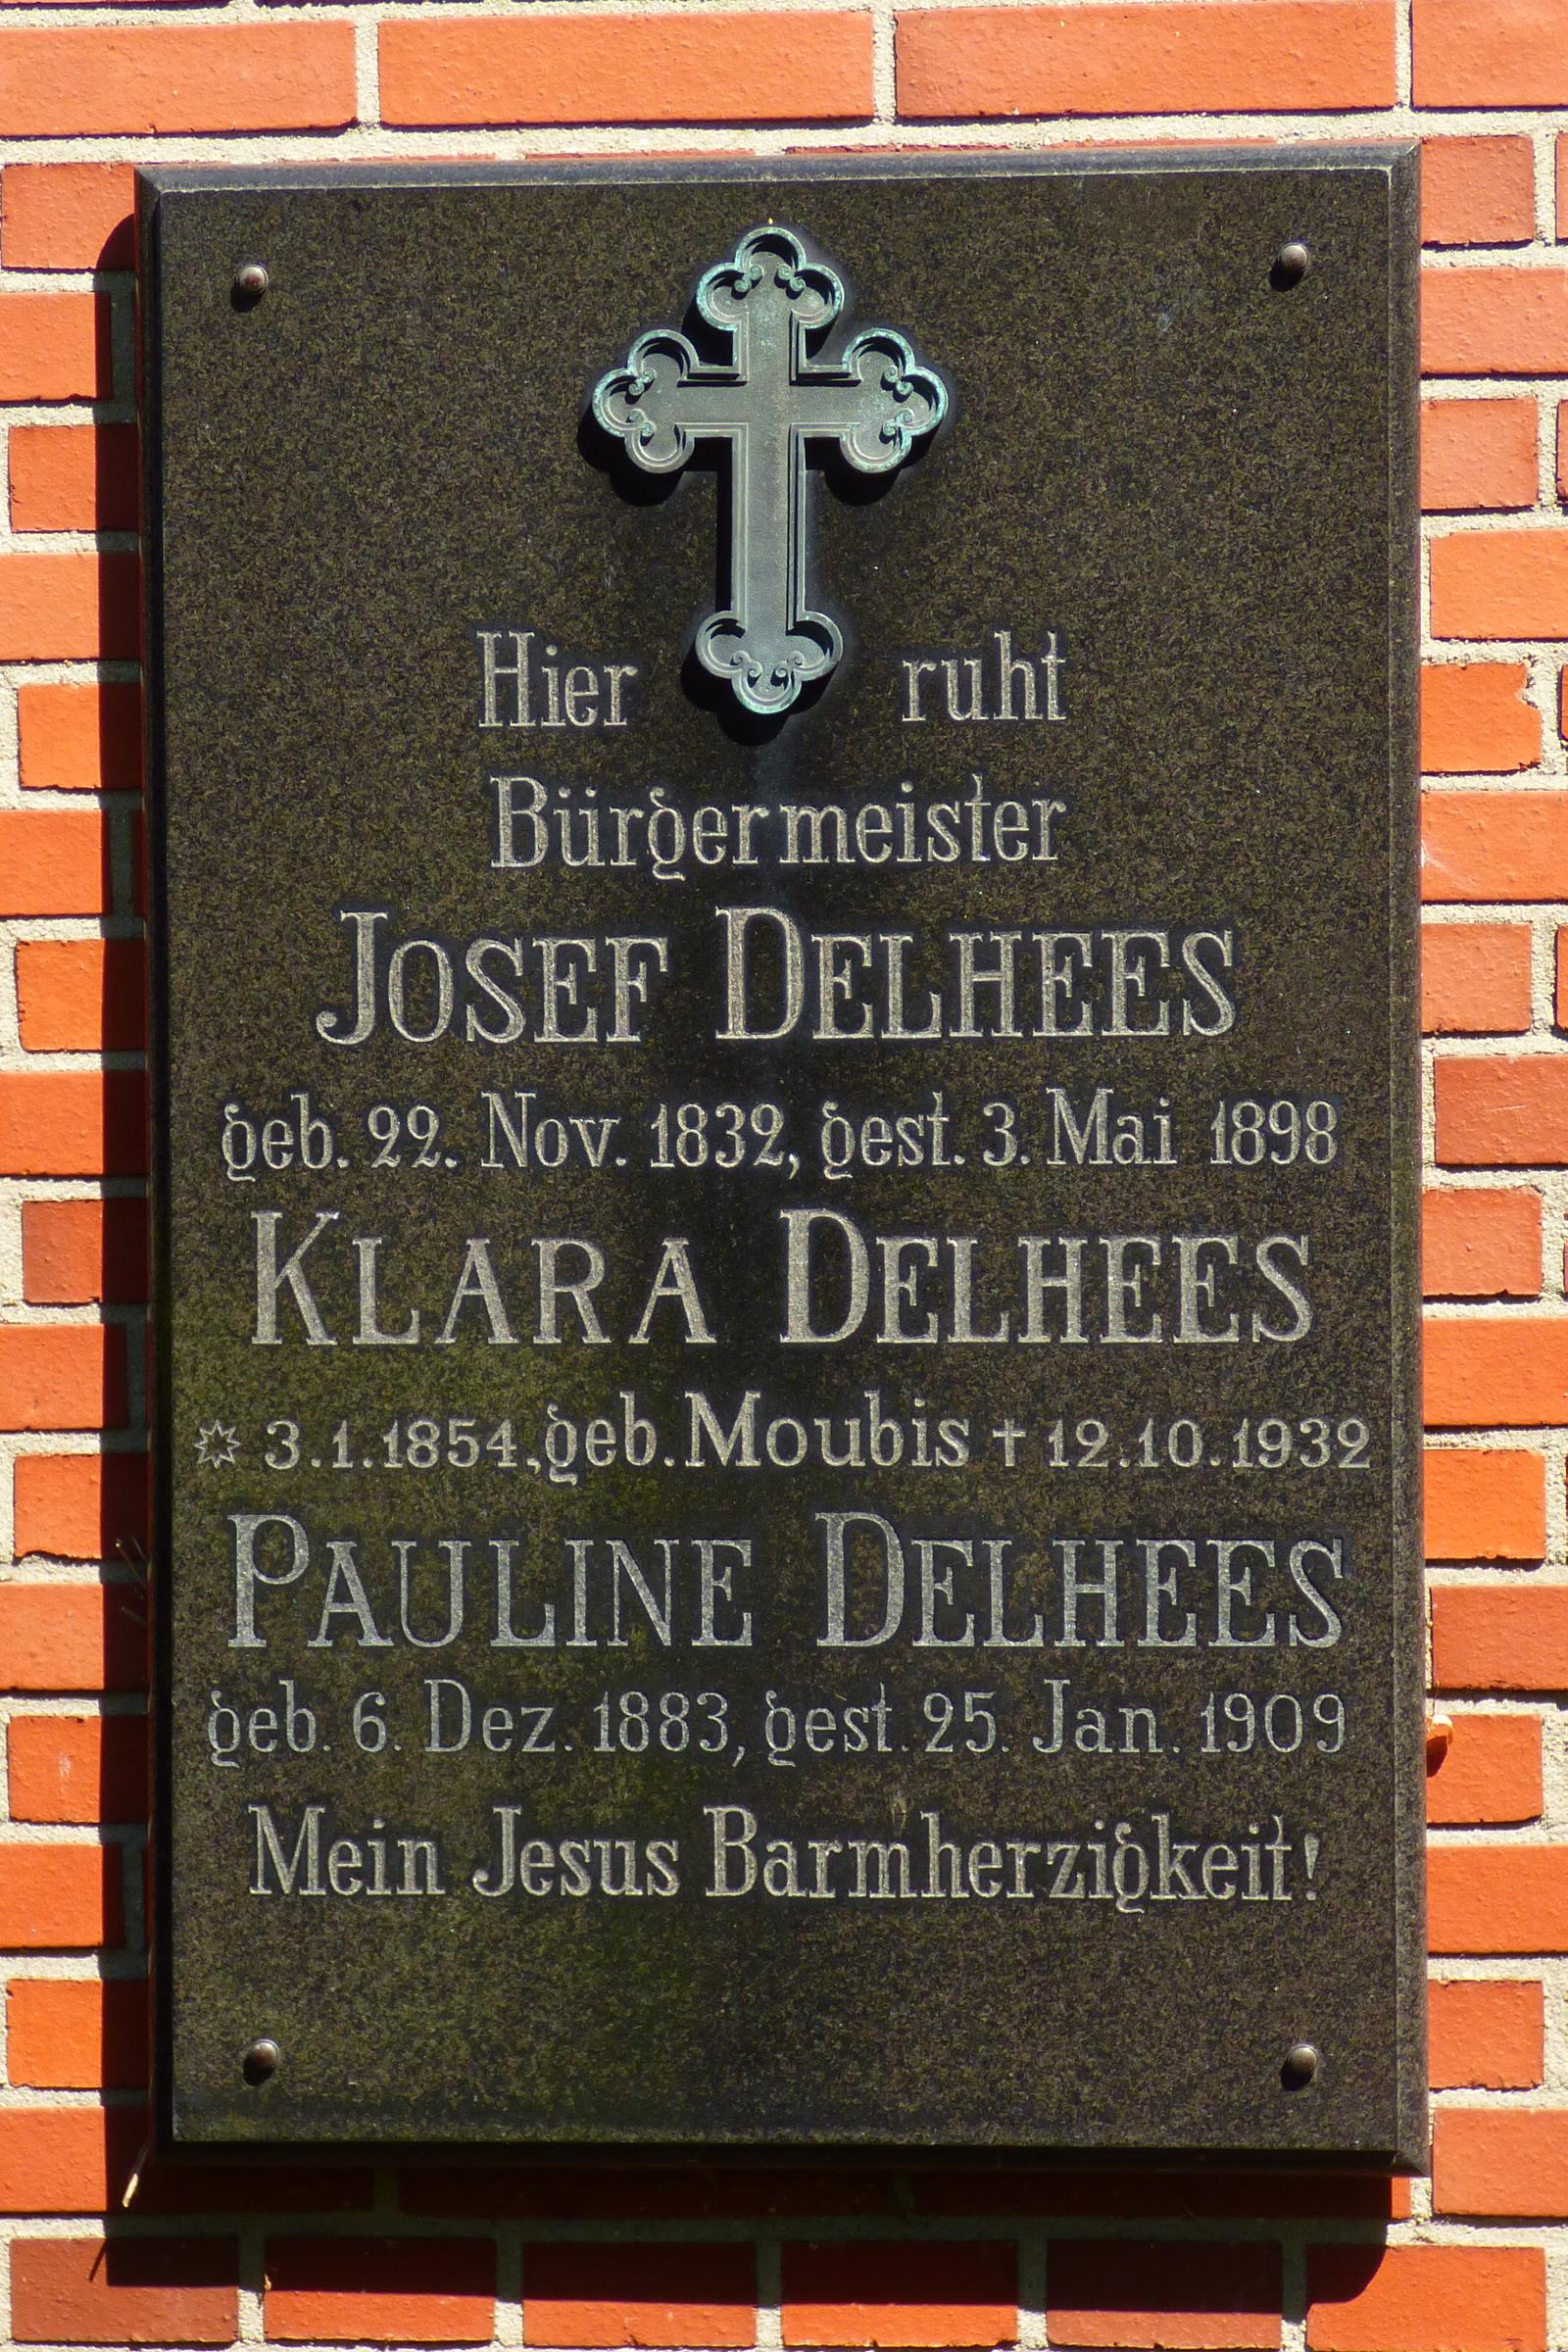 Hier ruht
Bürgermeister
JOSEF DELHEES
geb. 22. Nov. 1832, gest. 3. Mai 1898
KLARA DELHEES
✵ 3.1.1854., geb. Moubis † 12.10.1932
PAULINE DELHEES
geb. 6. Dez. 1883, gest. 25. Jan. 1909
Mein Jesus Barmherzigkeit!